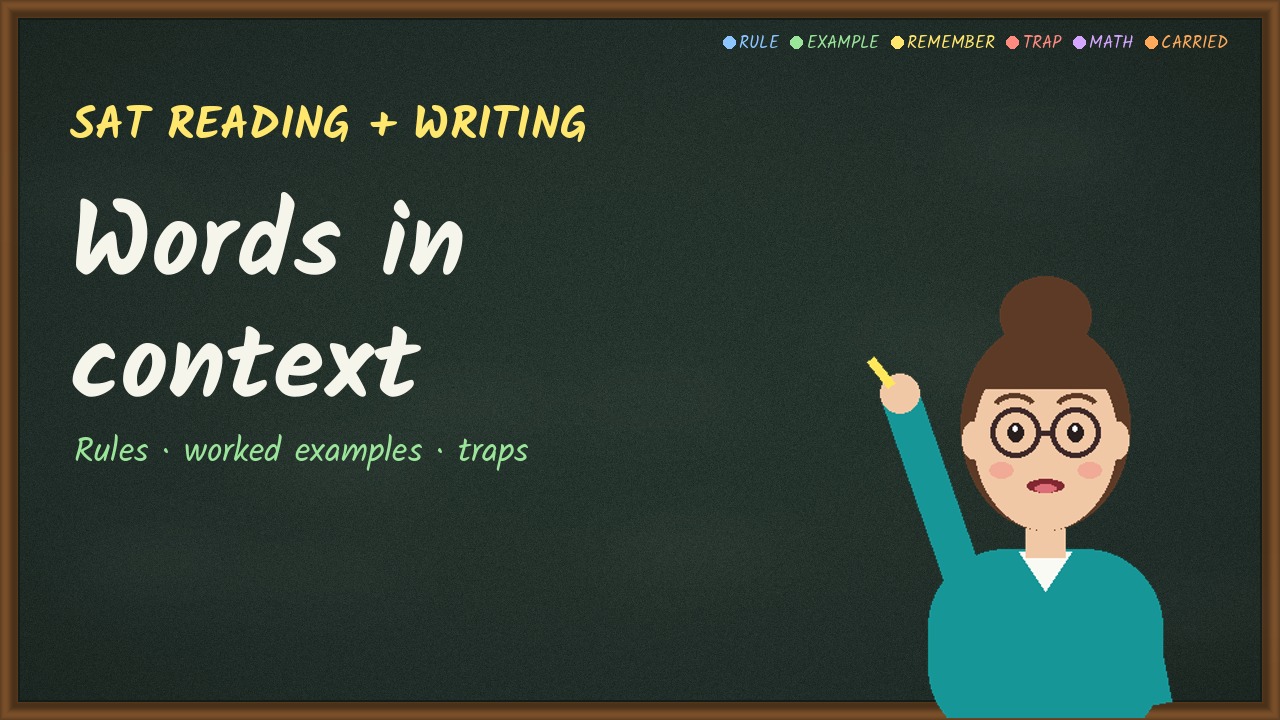 RULE EXAMPLE REMEMBER TRAP MATH CARRIED
SAT READING + WRITING
Words in
context
Rules · worked examples · traps